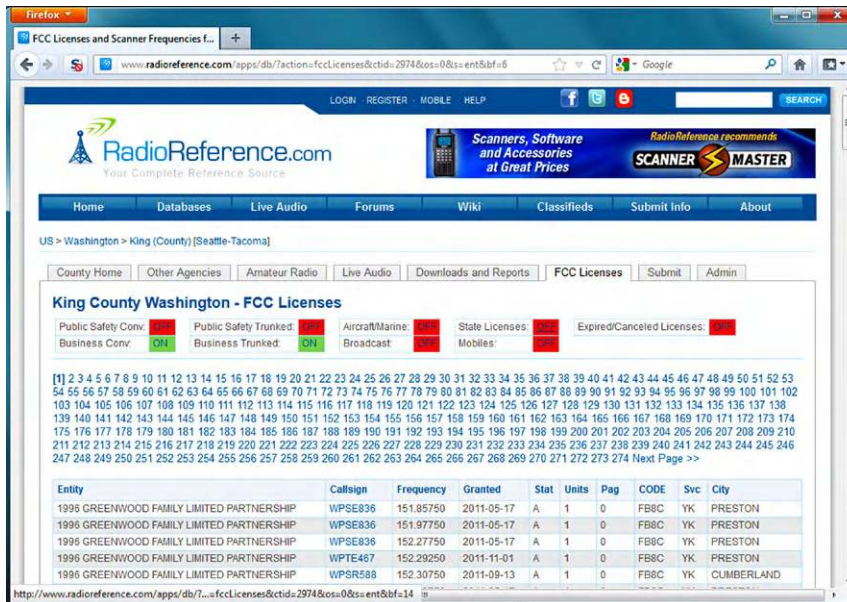 Firefox
FCC Licenses and Scanner Frequencies f...
www.radioreference.com/apps/db/?action=fccLicenses&ctid=2974&os=0&s=ent&bf=6
Google
LOGIN · REGISTER · MOBILE · HELP
SEARCH
RadioReference.com
Your Complete Reference Source
Scanners, Software
and Accessories
at Great Prices
RadioReference recommends
SCANNER MASTER
Home Databases Live Audio Forums Wiki Classifieds Submit Info About
US > Washington > King (County) [Seattle-Tacoma]
County Home Other Agencies Amateur Radio Live Audio Downloads and Reports FCC Licenses Submit Admin
King County Washington - FCC Licenses
Public Safety Conv: OFF Public Safety Trunked: OFF Aircraft/Marine: OFF State Licenses: OFF Expired/Canceled Licenses: OFF
Business Conv: ON Business Trunked: ON Broadcast: OFF Mobiles: OFF
[1] 2 3 4 5 6 7 8 9 10 11 12 13 14 15 16 17 18 19 20 21 22 23 24 25 26 27 28 29 30 31 32 33 34 35 36 37 38 39 40 41 42 43 44 45 46 47 48 49 50 51 52 53
54 55 56 57 58 59 60 61 62 63 64 65 66 67 68 69 70 71 72 73 74 75 76 77 78 79 80 81 82 83 84 85 86 87 88 89 90 91 92 93 94 95 96 97 98 99 100 101 102
103 104 105 106 107 108 109 110 111 112 113 114 115 116 117 118 119 120 121 122 123 124 125 126 127 128 129 130 131 132 133 134 135 136 137 138
139 140 141 142 143 144 145 146 147 148 149 150 151 152 153 154 155 156 157 158 159 160 161 162 163 164 165 166 167 168 169 170 171 172 173 174
175 176 177 178 179 180 181 182 183 184 185 186 187 188 189 190 191 192 193 194 195 196 197 198 199 200 201 202 203 204 205 206 207 208 209 210
211 212 213 214 215 216 217 218 219 220 221 222 223 224 225 226 227 228 229 230 231 232 233 234 235 236 237 238 239 240 241 242 243 244 245 246
247 248 249 250 251 252 253 254 255 256 257 258 259 260 261 262 263 264 265 266 267 268 269 270 271 272 273 274 Next Page >>
Entity Callsign Frequency Granted Stat Units Pag CODE Svc City
1996 GREENWOOD FAMILY LIMITED PARTNERSHIP WPSE836 151.85750 2011-05-17 A 1 0 FB8C YK PRESTON
1996 GREENWOOD FAMILY LIMITED PARTNERSHIP WPSE836 151.97750 2011-05-17 A 1 0 FB8C YK PRESTON
1996 GREENWOOD FAMILY LIMITED PARTNERSHIP WPSE836 152.27750 2011-05-17 A 1 0 FB8C YK PRESTON
1996 GREENWOOD FAMILY LIMITED PARTNERSHIP WPTE467 152.29250 2011-11-01 A 1 0 FB8C YK PRESTON
1996 GREENWOOD FAMILY LIMITED PARTNERSHIP WPSR588 152.30750 2011-09-13 A 1 0 FB8C YK CUMBERLAND
http://www.radioreference.com/apps/db/?...=fccLicenses&ctid=2974&os=0&s=ent&bf=14